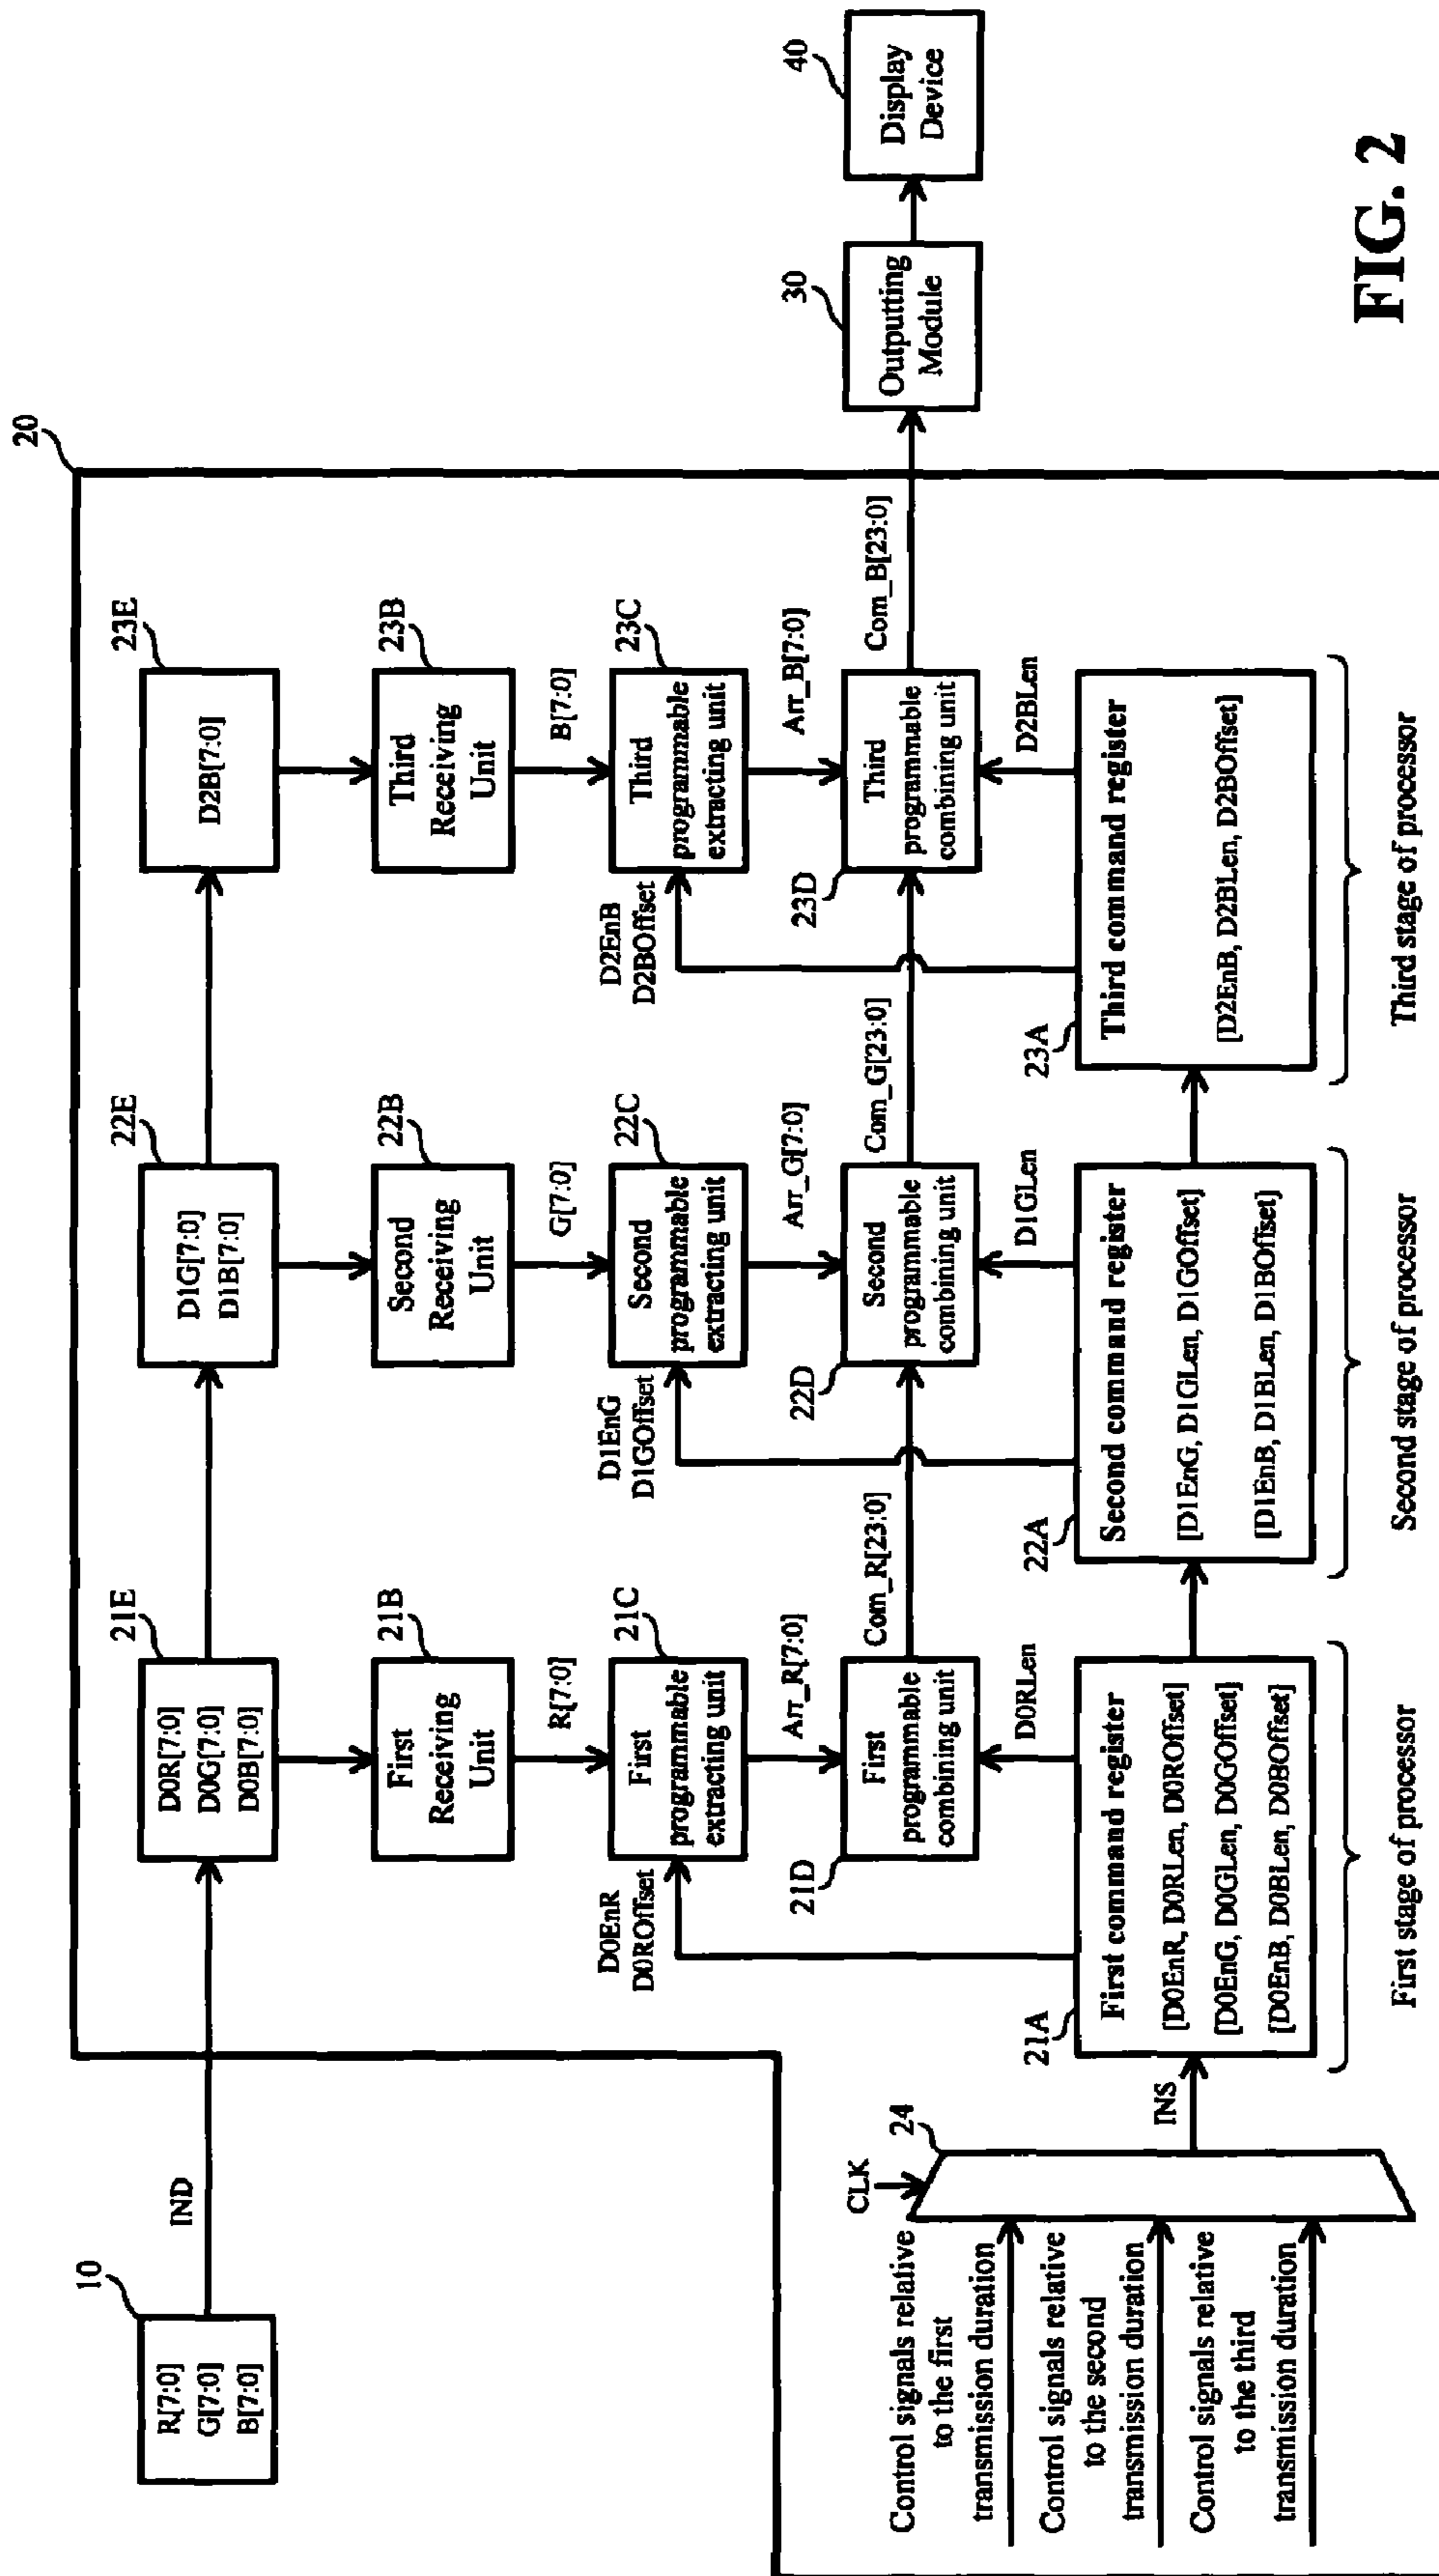 20
10
R[7:0]
G[7:0]
B[7:0]
IND
21E
D0R[7:0]
D0G[7:0]
D0B[7:0]
22E
D1G[7:0]
D1B[7:0]
23E
D2B[7:0]
21B
First
Receiving
Unit
22B
Second
Receiving
Unit
23B
Third
Receiving
Unit
R[7:0]
G[7:0]
B[7:0]
D0EnR
D0ROffset
21C
First
programmable
extracting unit
D1EnG
D1GOffset
22C
Second
programmable
extracting unit
D2EnB
D2BOffset
23C
Third
programmable
extracting unit
Arr_R[7:0]
Arr_G[7:0]
Arr_B[7:0]
21D
First
programmable
combining unit
Com_R[23:0]
22D
Second
programmable
combining unit
Com_G[23:0]
23D
Third
programmable
combining unit
Com_B[23:0]
30
Outputting
Module
40
Display
Device
D0RLen
D1GLen
D2BLen
Control signals relative
to the first
transmission duration
Control signals relative
to the second
transmission duration
Control signals relative
to the third
transmission duration
CLK
24
INS
21A
First command register
[D0EnR, D0RLen, D0ROffset]
[D0EnG, D0GLen, D0GOffset]
[D0EnB, D0BLen, D0BOffset]
22A
Second command register
[D1EnG, D1GLen, D1GOffset]
[D1EnB, D1BLen, D1BOffset]
23A
Third command register
[D2EnB, D2BLen, D2BOffset]
First stage of processor
Second stage of processor
Third stage of processor
FIG. 2